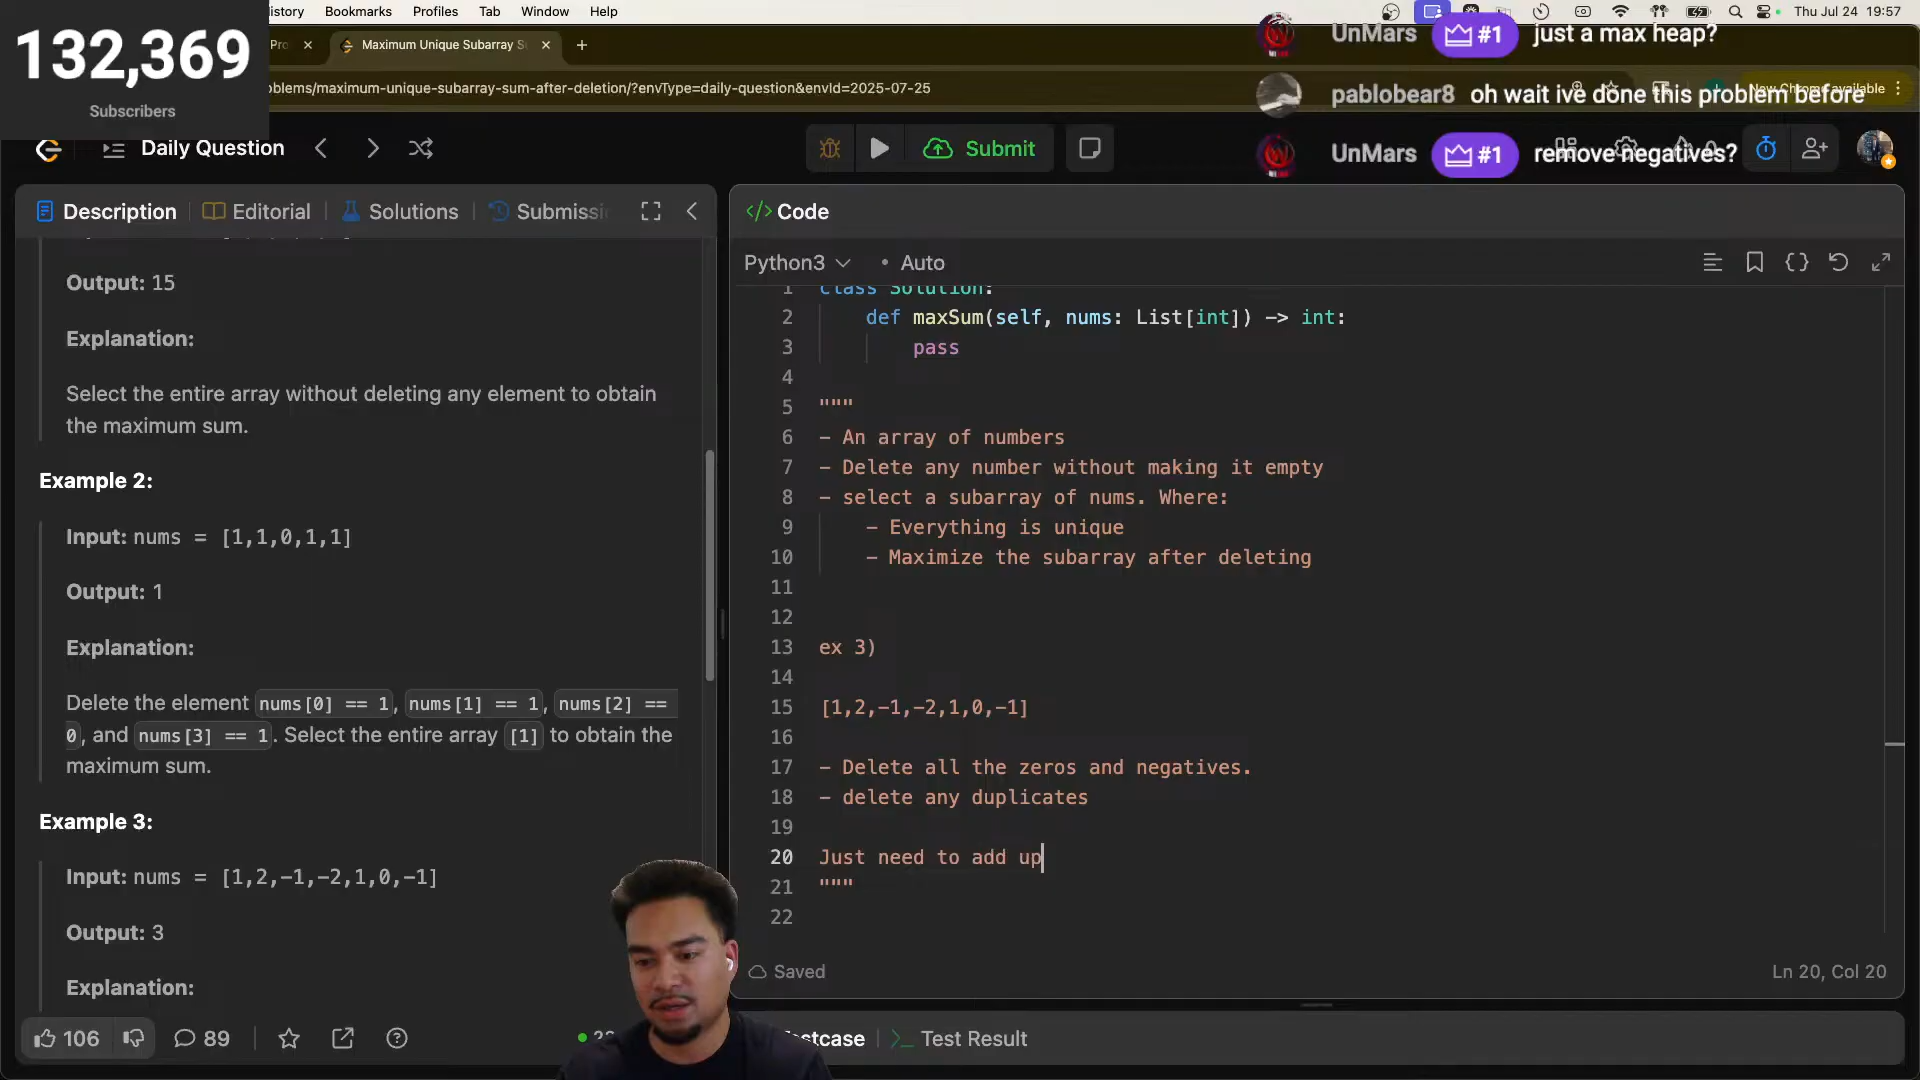 istory Bookmarks Profiles Tab Window Help Thu Jul 24 19:57
132,369
Subscribers
Maximum Unique Subarray S
UnMars #1 just a max heap?
oblems/maximum-unique-subarray-sum-after-deletion/?envType=daily-question&envId=2025-07-25
pablobear8 oh wait ive done this problem before
Daily Question
Submit
UnMars #1 remove negatives?
Description | Editorial | Solutions | Submissi
Code
Python3 • Auto
Output: 15
Explanation:
Select the entire array without deleting any element to obtain
the maximum sum.
Example 2:
Input: nums = [1,1,0,1,1]
Output: 1
Explanation:
Delete the element nums[0] == 1, nums[1] == 1, nums[2] ==
0, and nums[3] == 1. Select the entire array [1] to obtain the
maximum sum.
Example 3:
Input: nums = [1,2,-1,-2,1,0,-1]
Output: 3
Explanation:
106 89
1 class Solution:
2 def maxSum(self, nums: List[int]) -> int:
3 pass
4
5 """
6 - An array of numbers
7 - Delete any number without making it empty
8 - select a subarray of nums. Where:
9 - Everything is unique
10 - Maximize the subarray after deleting
11
12
13 ex 3)
14
15 [1,2,-1,-2,1,0,-1]
16
17 - Delete all the zeros and negatives.
18 - delete any duplicates
19
20 Just need to add up
21 """
22
Saved
Ln 20, Col 20
stcase | Test Result